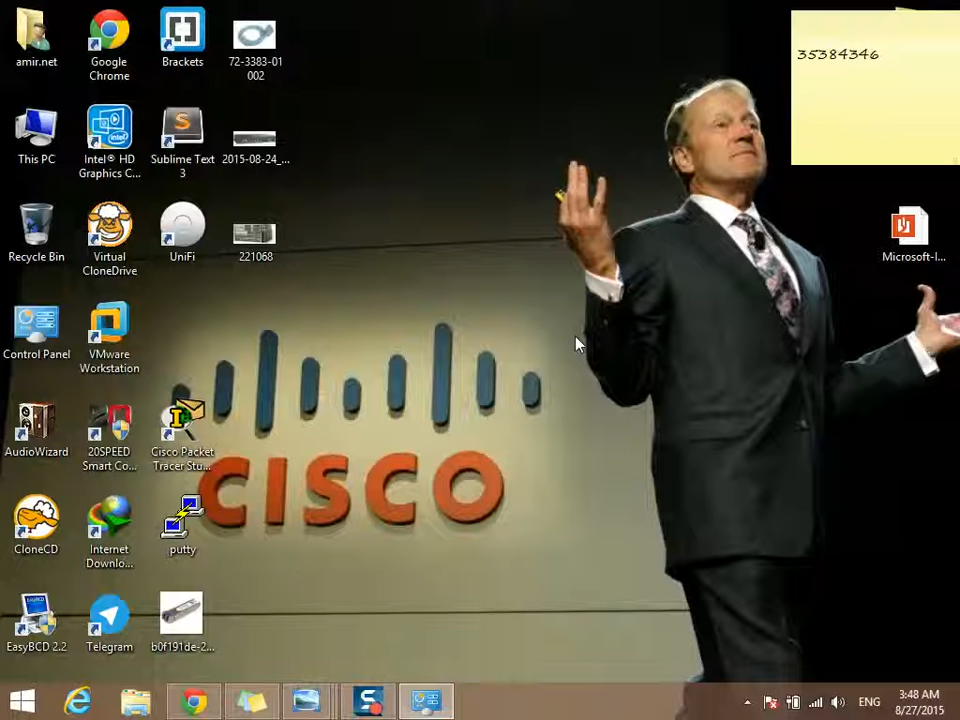 amir.net
Google
Chrome
Brackets
72-3383-01
002
35384346
This PC
Intel® HD
Graphics C...
Sublime Text
3
2015-08-24_...
Recycle Bin
Virtual
CloneDrive
UniFi
221068
Microsoft-I...
Control Panel
VMware
Workstation
AudioWizard
20SPEED
Smart Co...
Cisco Packet
Tracer Stu...
CISCO
CloneCD
Internet
Downlo...
putty
EasyBCD 2.2
Telegram
b0f191de-2...
ENG
3:48 AM
8/27/2015